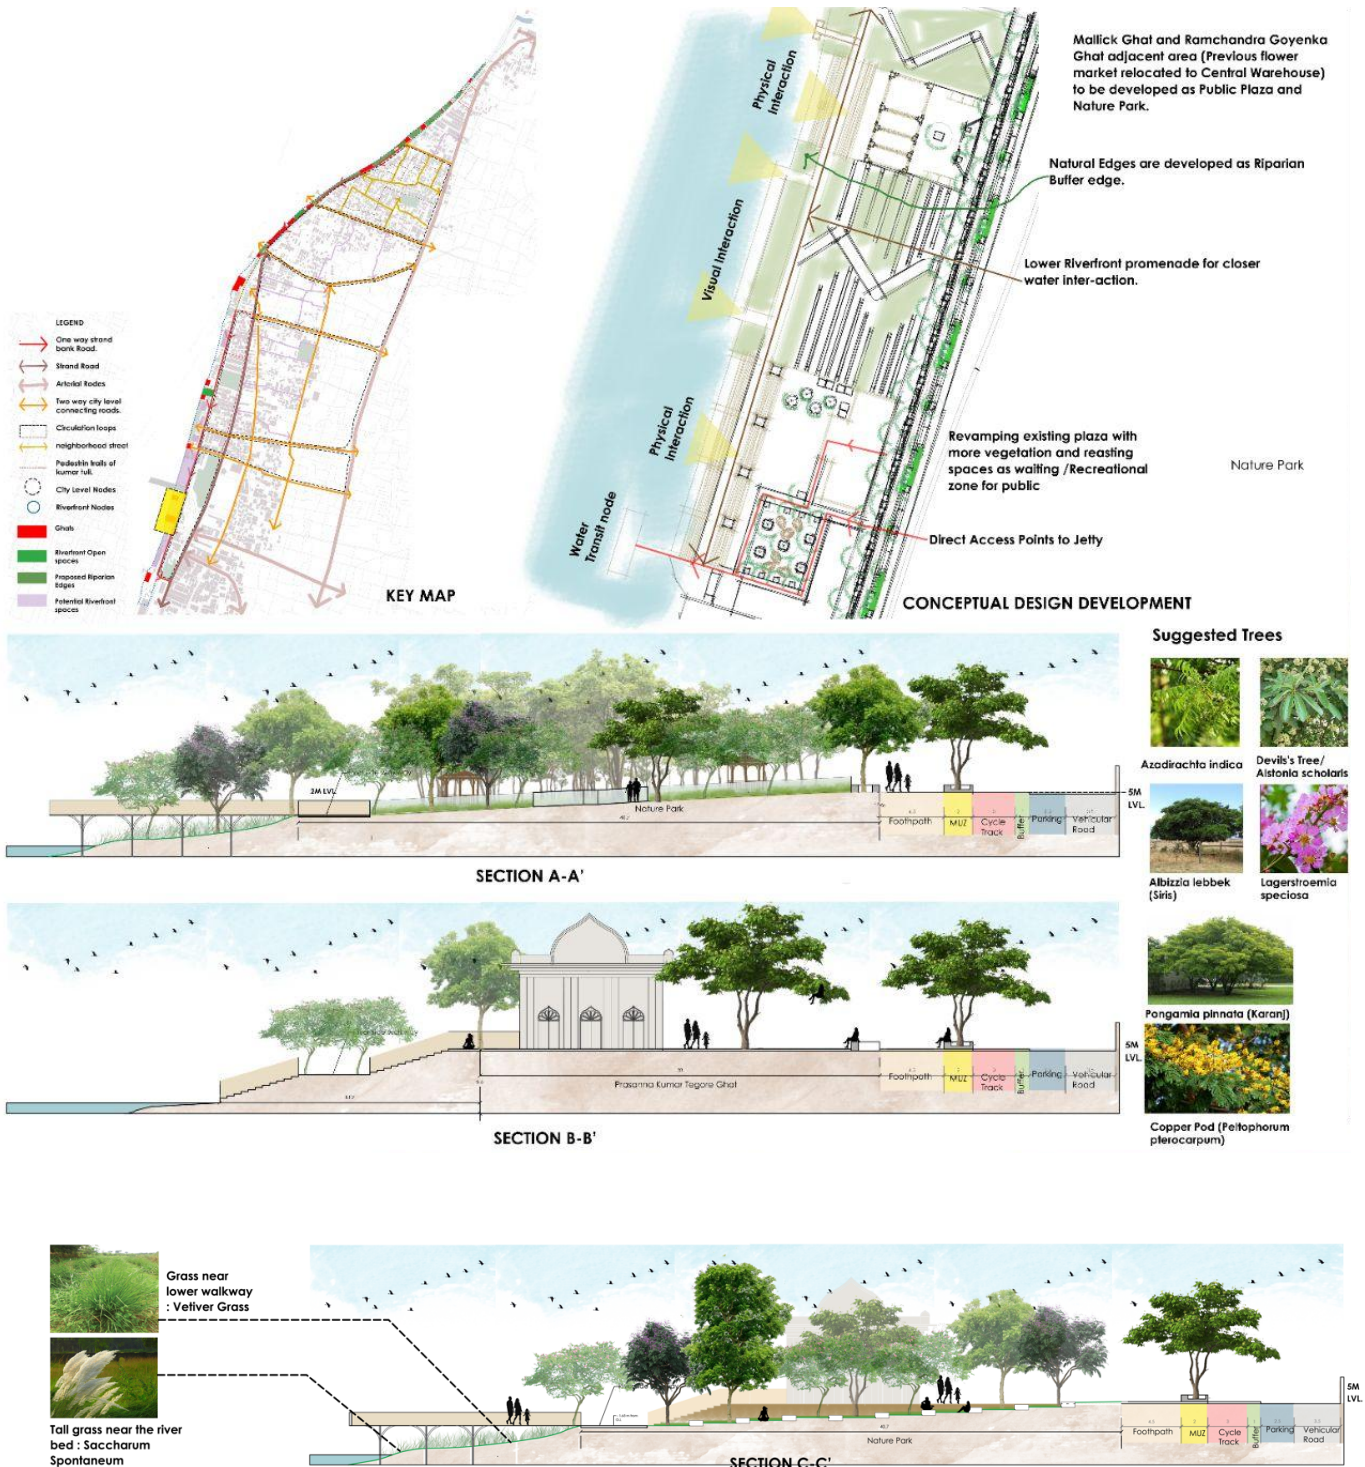 LEGEND
One way strand
bank Road.
Strand Road
Arterial Rodes
Two way city level
connecting roads.
Circulation loops
neighborhood street
Pedestrin trails of
kumar tuli.
City Level Nodes
Riverfront Nodes
Ghats
Riverfront Open
spaces
Proposed Riparian
Edges
Potential Riverfront
spaces
KEY MAP
Physical
Interaction
Visual Interaction
Physical
Interaction
Water
Transit node
Mallick Ghat and Ramchandra Goyenka
Ghat adjacent area (Previous flower
market relocated to Central Warehouse)
to be developed as Public Plaza and
Nature Park.
Natural Edges are developed as Riparian
Buffer edge.
Lower Riverfront promenade for closer
water inter-action.
Revamping existing plaza with
more vegetation and reasting
spaces as waiting /Recreational
zone for public
Nature Park
Direct Access Points to Jetty
CONCEPTUAL DESIGN DEVELOPMENT
2M LVL.
Nature Park
Footpath
MUZ
Cycle
Track
Buffer
Parking
Vehicular
Road
5M
LVL.
SECTION A-A'
Prasanna Kumar Tegore Ghat
Footpath
MUZ
Cycle
Track
Buffer
Parking
Vehicular
Road
5M
LVL.
SECTION B-B'
Suggested Trees
Azadirachta indica
Devils's Tree/
Alstonia scholaris
Albizzia lebbek
(Siris)
Lagerstroemia
speciosa
Pongamia pinnata (Karanj)
Copper Pod (Peltophorum
pterocarpum)
Grass near
lower walkway
: Vetiver Grass
Tall grass near the river
bed : Saccharum
Spontaneum
Nature Park
Footpath
MUZ
Cycle
Track
Buffer
Parking
Vehicular
Road
5M
LVL.
SECTION C-C'